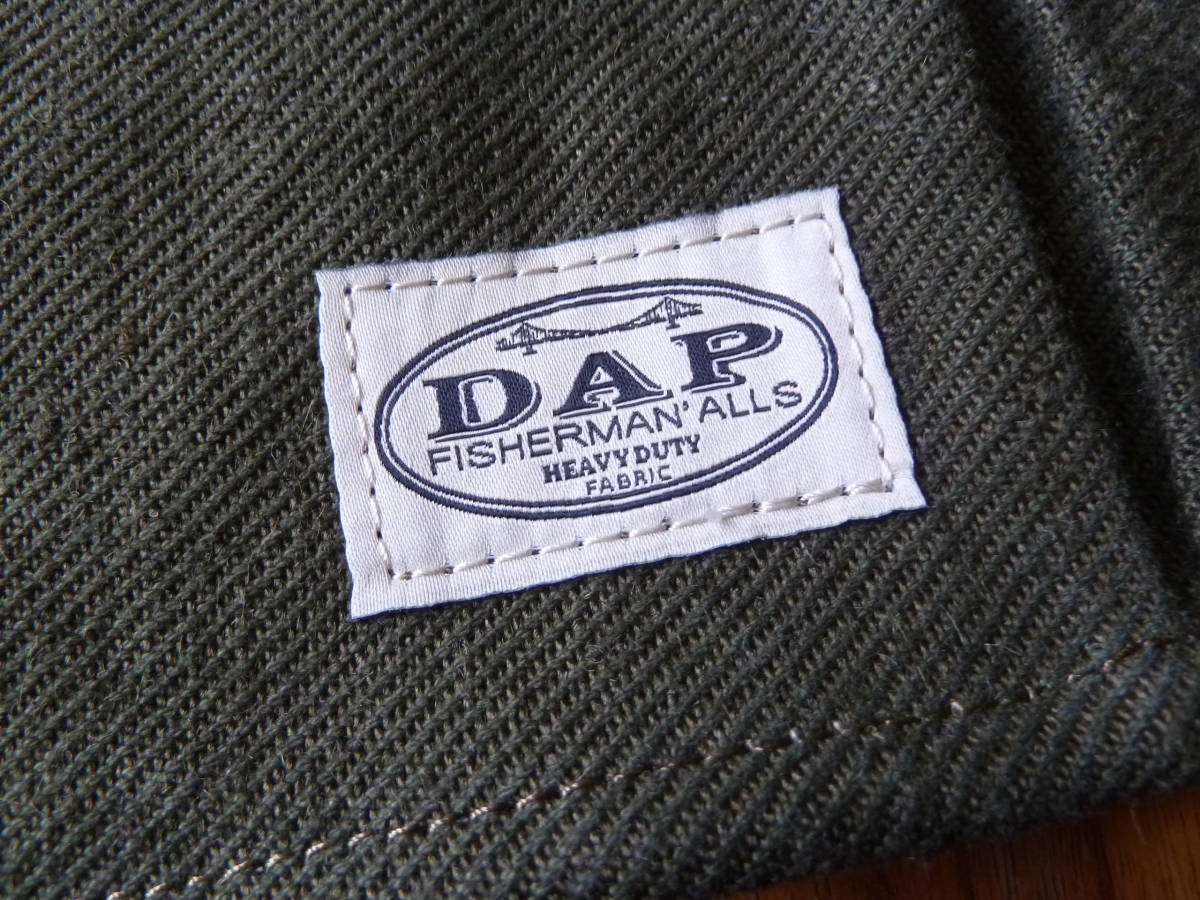 DAP
FISHERMAN' ALLS
HEAVY DUTY
FABRIC